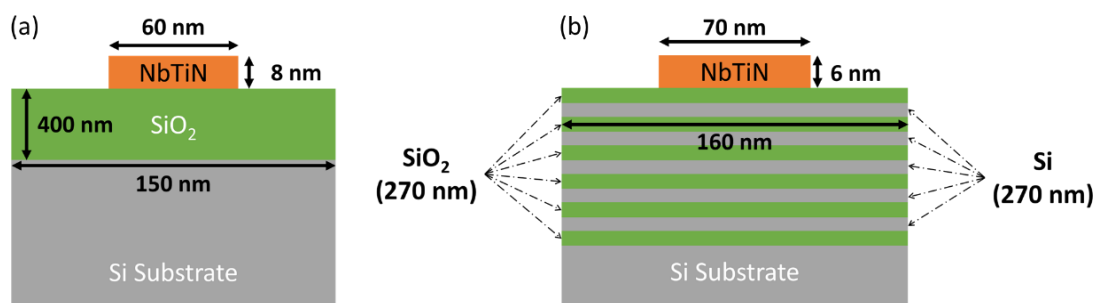 (a)
60 nm
NbTiN
8 nm
400 nm
SiO₂
150 nm
Si Substrate
(b)
70 nm
NbTiN
6 nm
160 nm
SiO₂
(270 nm)
Si
(270 nm)
Si Substrate